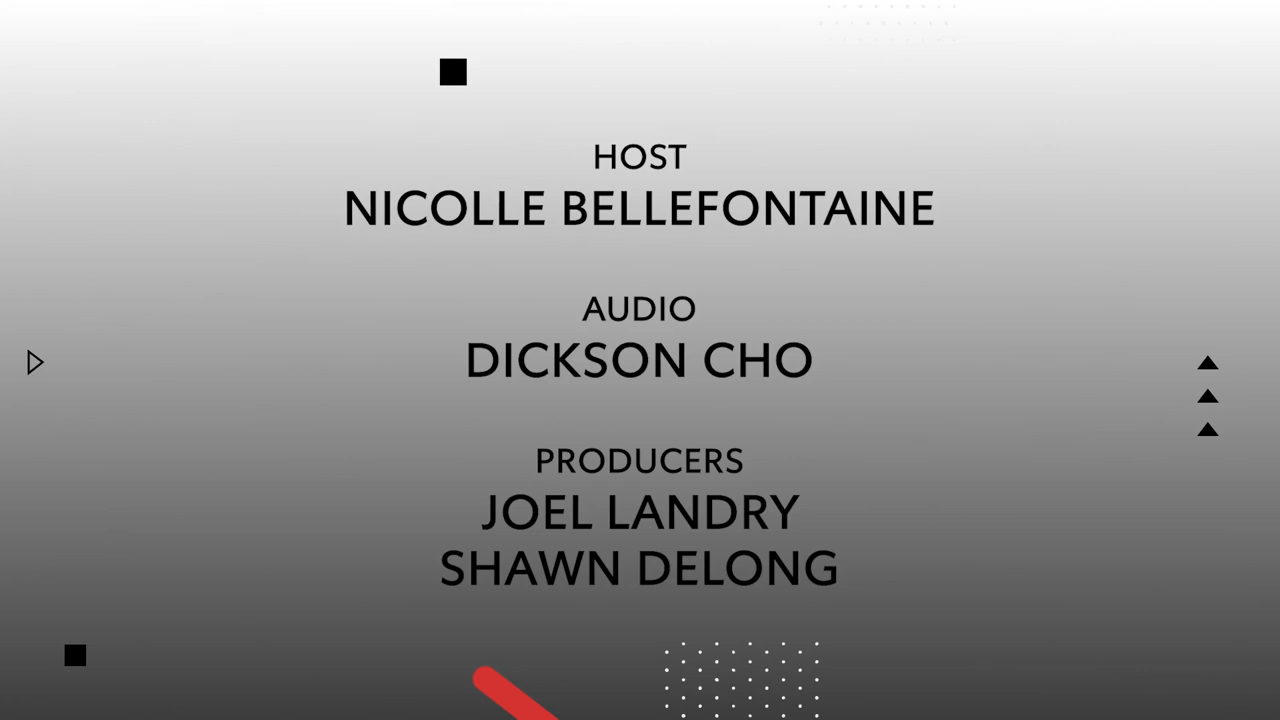 HOST
NICOLLE BELLEFONTAINE
AUDIO
DICKSON CHO
PRODUCERS
JOEL LANDRY
SHAWN DELONG